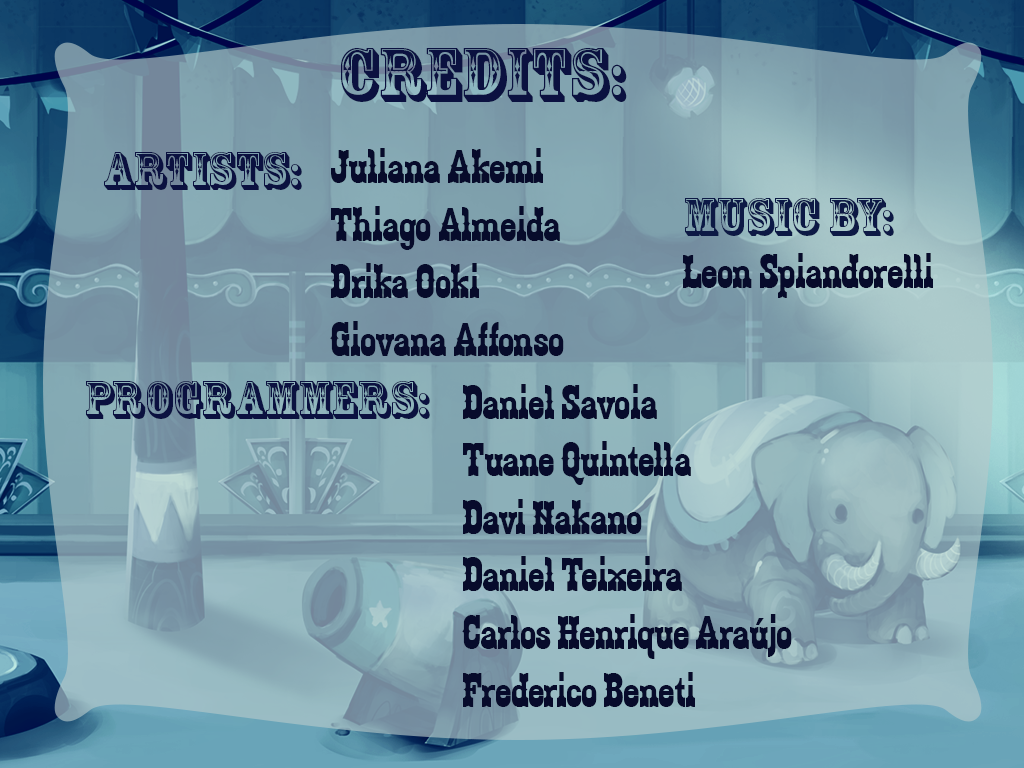 CREDITS:
ARTISTS:
Juliana Akemi
Thiago Almeida
Drika Ooki
Giovana Affonso
MUSIC BY:
Leon Spiandorelli
PROGRAMMERS:
Daniel Savoia
Tuane Quintella
Davi Nakano
Daniel Teixeira
Carlos Henrique Araújo
Frederico Beneti